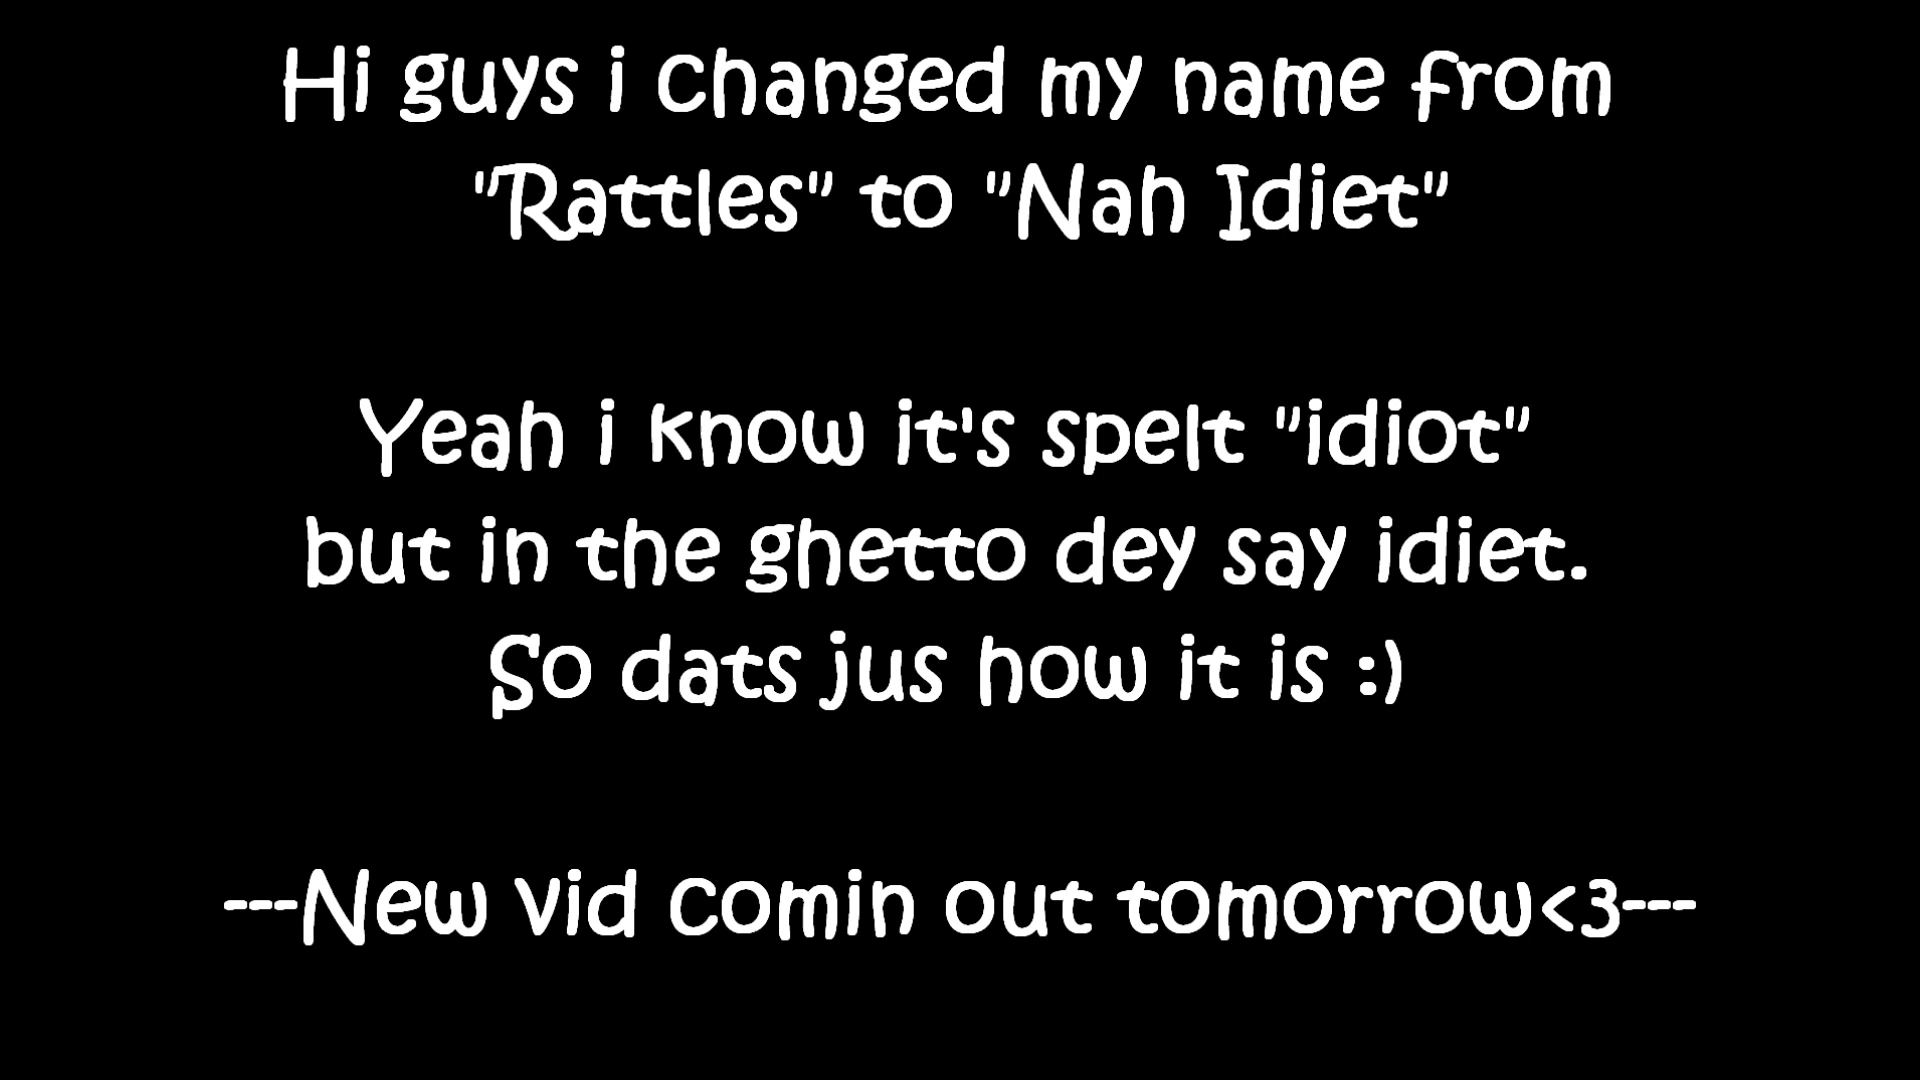 Hi guys i changed my name from
"Rattles" to "Nah Idiet"
Yeah i know it's spelt "idiot"
but in the ghetto dey say idiet.
So dats jus how it is :)
---New vid comin out tomorrow<3---